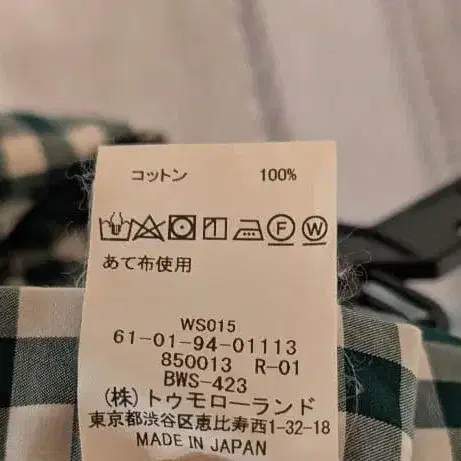 コットン 100%
F W
あて布使用
WS015
61-01-94-01113
850013 R-01
BWS-423
(株)トゥモローランド
東京都渋谷区恵比寿西1-32-18
MADE IN JAPAN